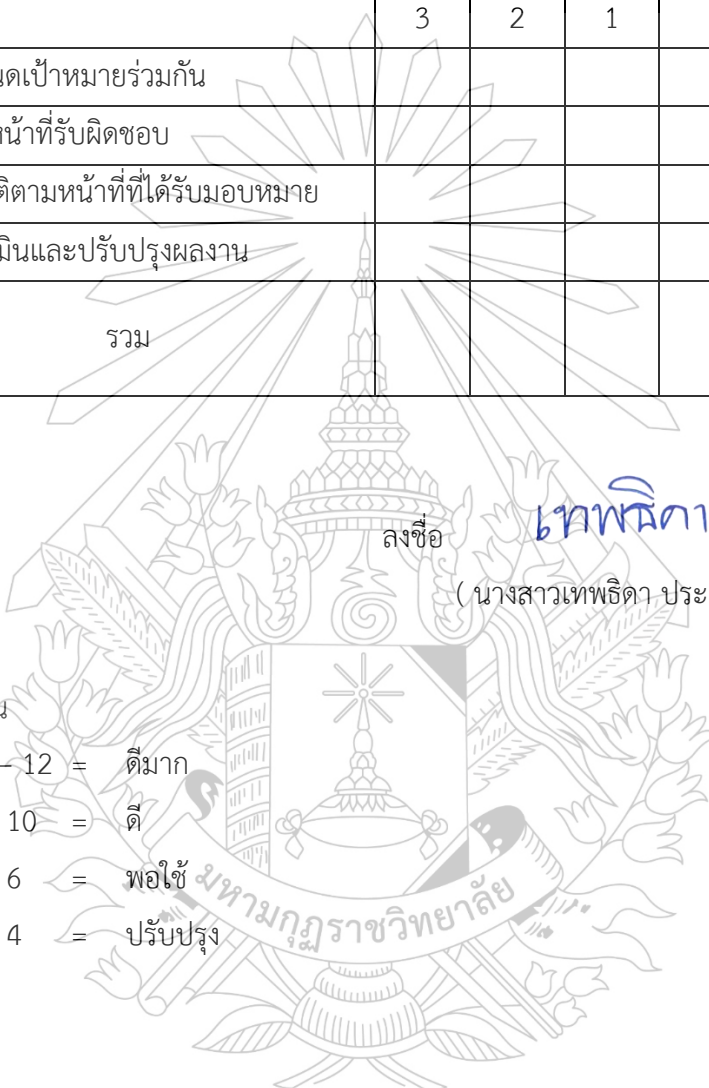 3 2 1
นดเป้าหมายร่วมกัน
หน้าที่รับผิดชอบ
ติตามหน้าที่ที่ได้รับมอบหมาย
มินและปรับปรุงผลงาน
รวม
ลงชื่อ เทพธิดา
( นางสาวเทพธิดา ประ
น
– 12 = ดีมาก
10 = ดี
6 = พอใช้
4 = ปรับปรุง
มหามกุฏราชวิทยาลัย